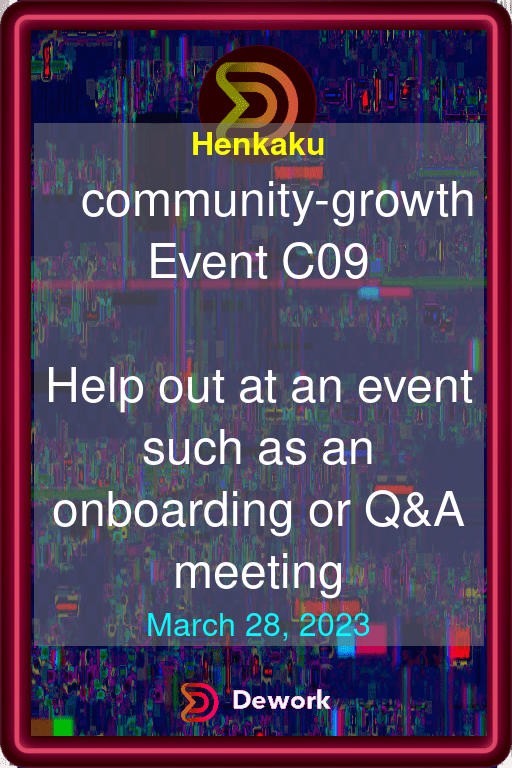 Henkaku
community-growth
Event C09
Help out at an event
such as an
onboarding or Q&A
meeting
March 28, 2023
Dework